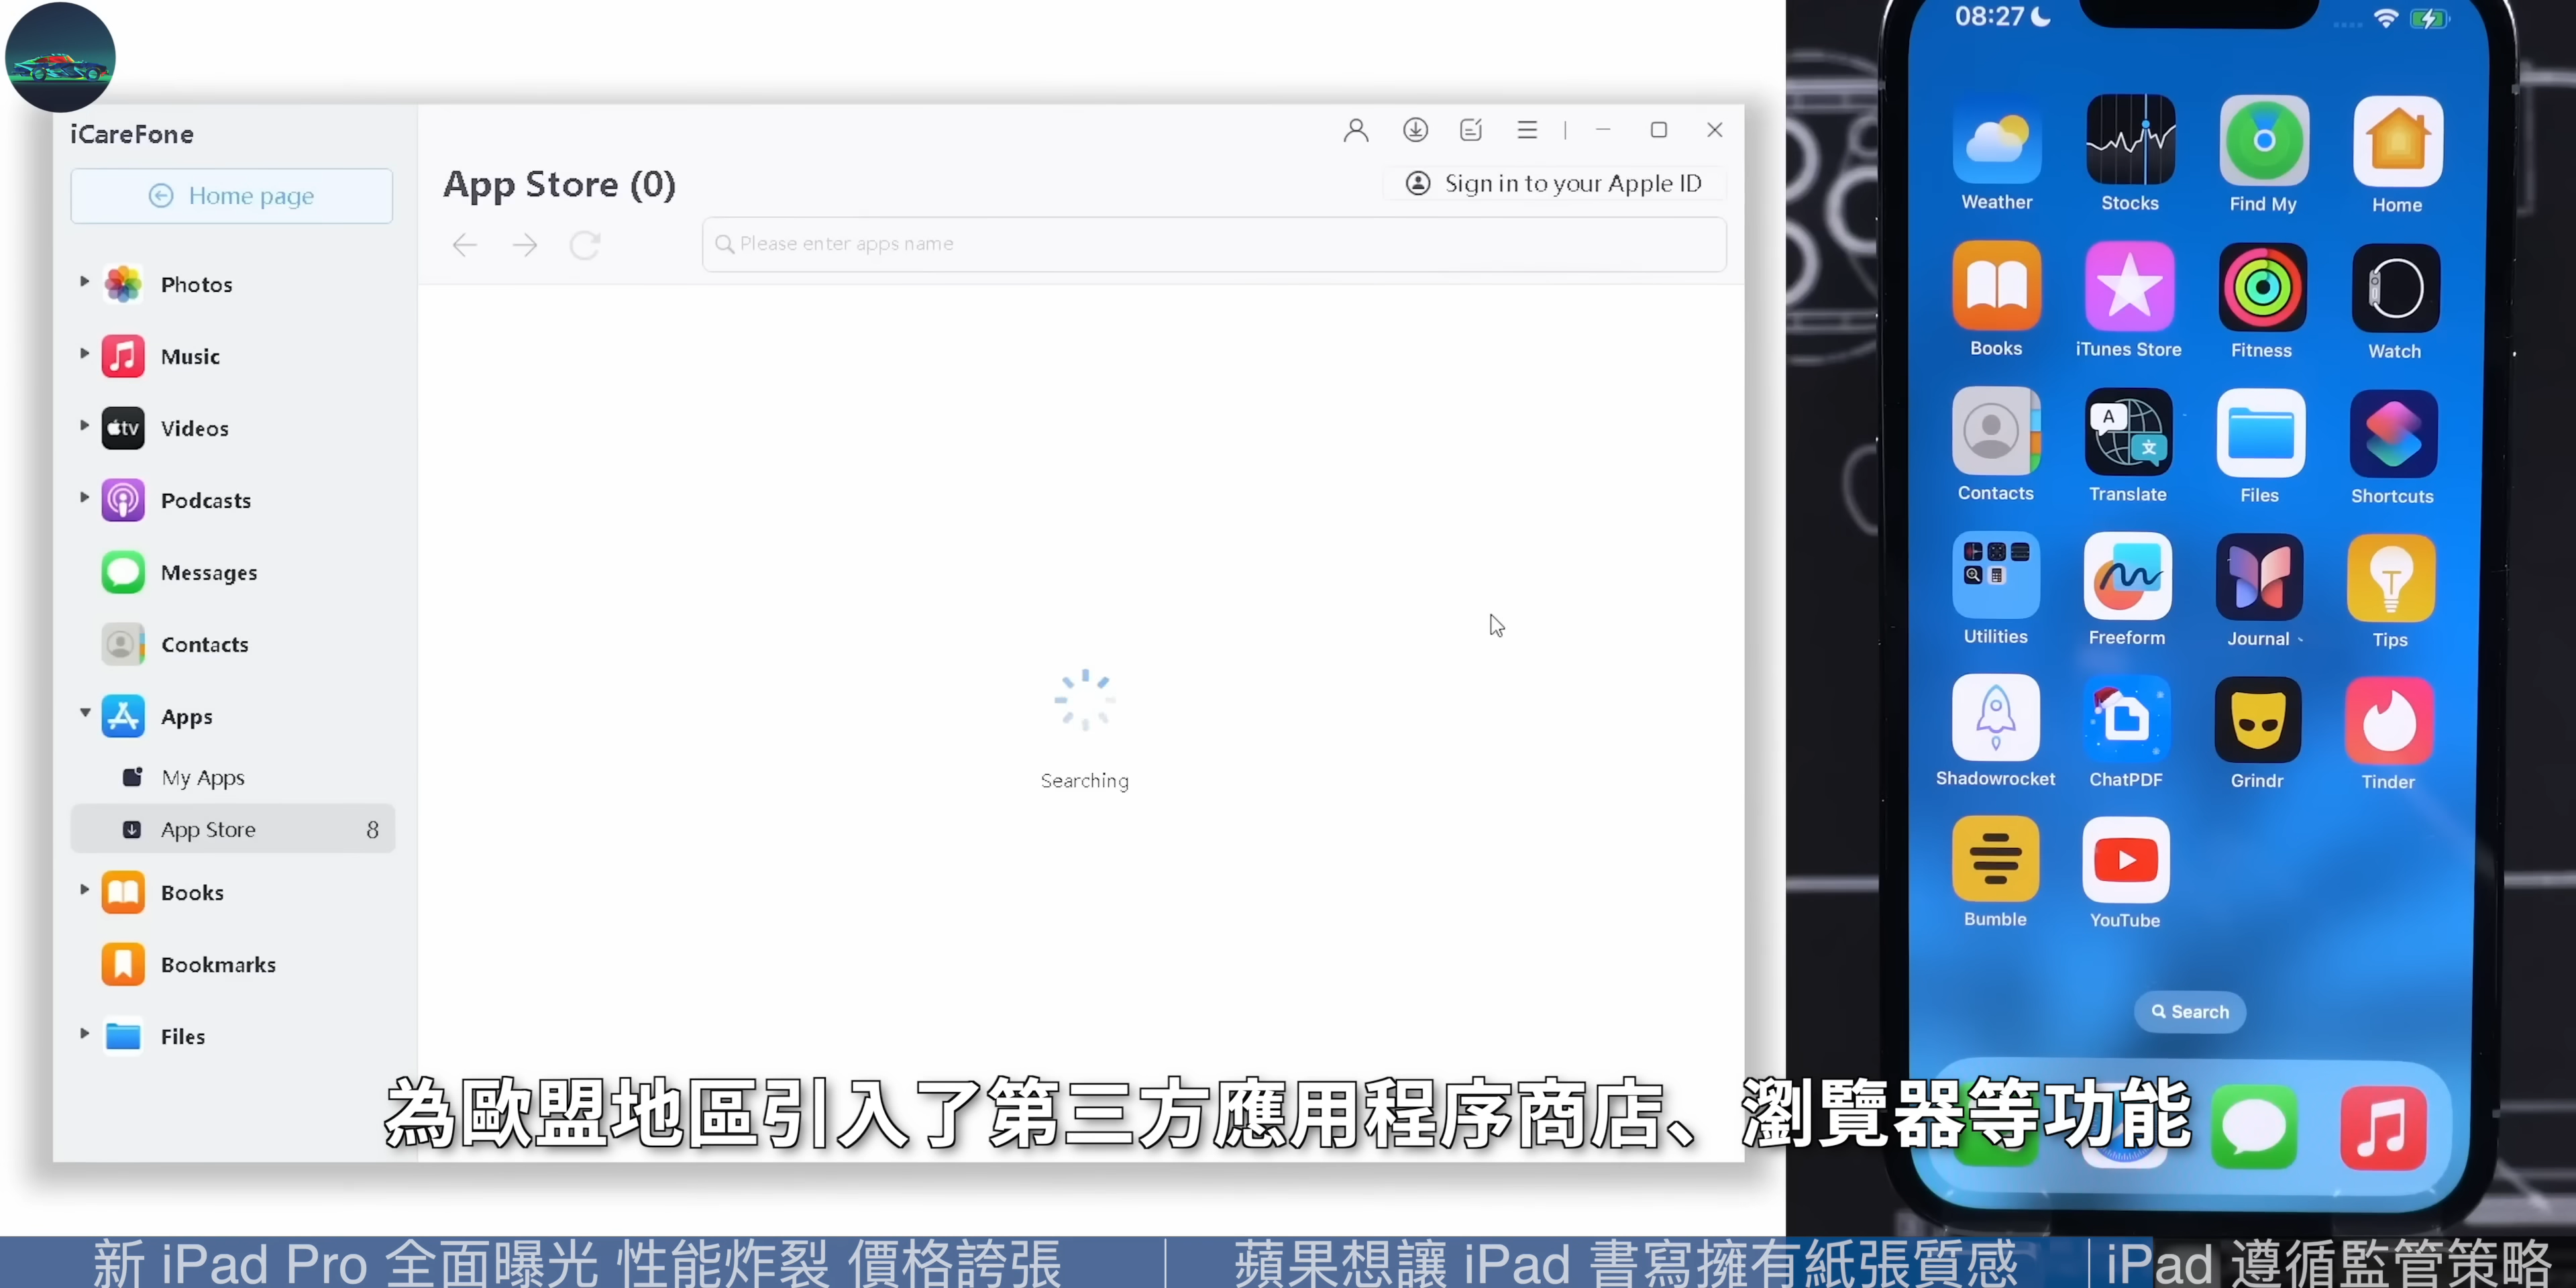 iCareFone
Home page
Photos
Music
Videos
Podcasts
Messages
Contacts
Apps
My Apps
App Store 8
Books
Bookmarks
Files
App Store (0)
Sign in to your Apple ID
Please enter apps name
Searching
08:27
Weather Stocks Find My Home
Books iTunes Store Fitness Watch
Contacts Translate Files Shortcuts
Utilities Freeform Journal Tips
Shadowrocket ChatPDF Grindr Tinder
Bumble YouTube
Search
為歐盟地區引入了第三方應用程序商店、瀏覽器等功能
新 iPad Pro 全面曝光 性能炸裂 價格誇張 | 蘋果想讓 iPad 書寫擁有紙張質感 | iPad 遵循監管策略